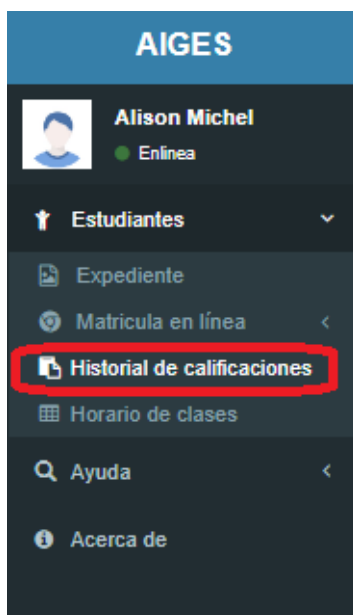 AIGES
Alison Michel
Enlinea
Estudiantes
Expediente
Matricula en línea
Historial de calificaciones
Horario de clases
Ayuda
Acerca de